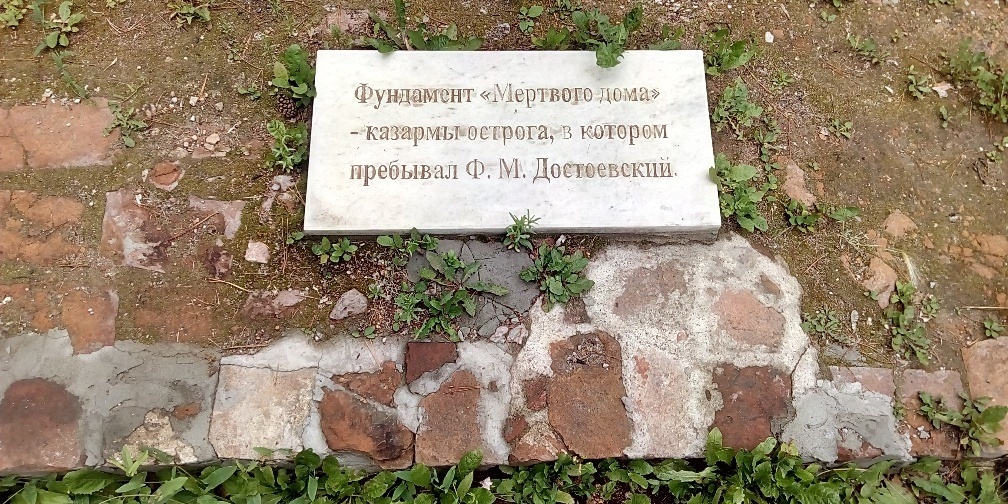 Фундамент «Мертвого дома»
- казармы острога, в котором
пребывал Ф. М. Достоевский.